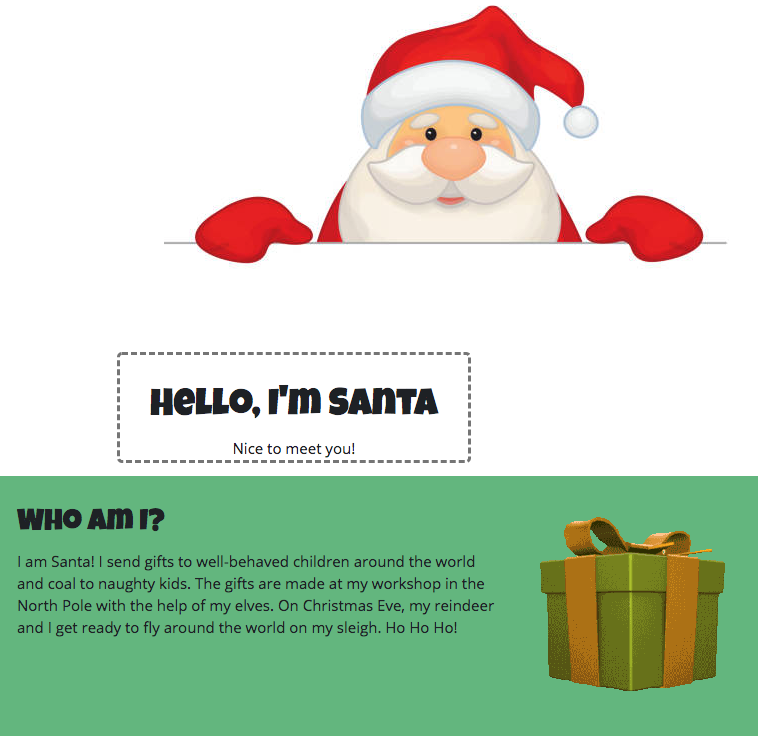 Hello, I'm Santa
Nice to meet you!
Who Am I?
I am Santa! I send gifts to well-behaved children around the world
and coal to naughty kids. The gifts are made at my workshop in the
North Pole with the help of my elves. On Christmas Eve, my reindeer
and I get ready to fly around the world on my sleigh. Ho Ho Ho!